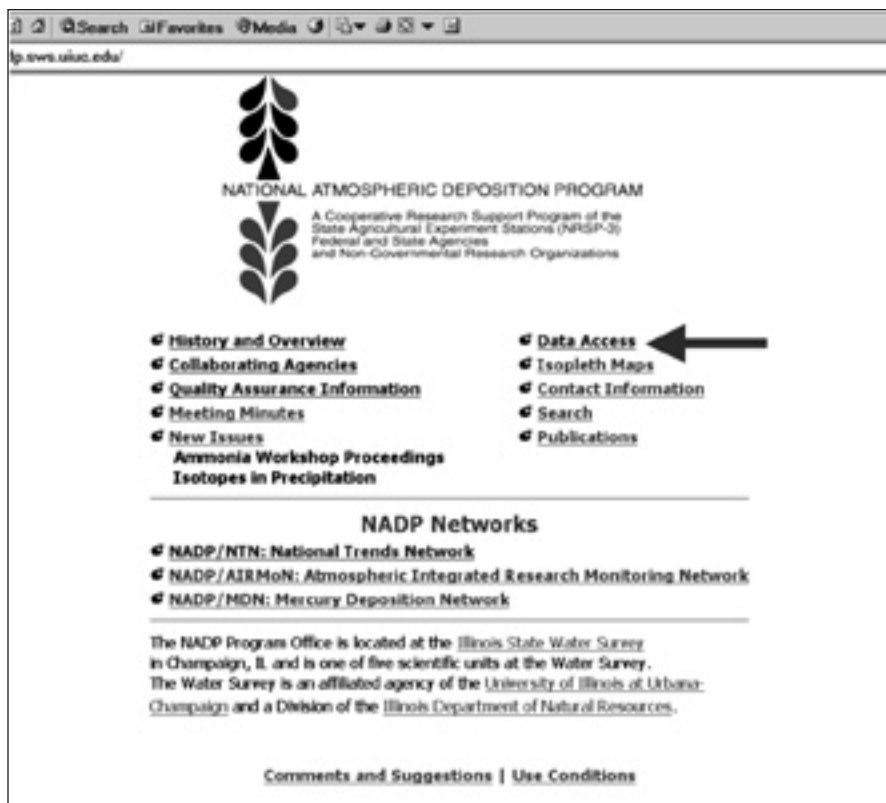 Search Favorites Media
dp.sws.uiuc.edu/
NATIONAL ATMOSPHERIC DEPOSITION PROGRAM
A Cooperative Research Support Program of the
State Agricultural Experiment Stations (NRSP-3)
Federal and State Agencies
and Non-Governmental Research Organizations
History and Overview
Collaborating Agencies
Quality Assurance Information
Meeting Minutes
New Issues
Ammonia Workshop Proceedings
Isotopes in Precipitation
Data Access
Isopleth Maps
Contact Information
Search
Publications
NADP Networks
NADP/NTN: National Trends Network
NADP/AIRMoN: Atmospheric Integrated Research Monitoring Network
NADP/MDN: Mercury Deposition Network
The NADP Program Office is located at the Illinois State Water Survey
in Champaign, IL and is one of five scientific units at the Water Survey.
The Water Survey is an affiliated agency of the University of Illinois at Urbana-
Champaign and a Division of the Illinois Department of Natural Resources.
Comments and Suggestions | Use Conditions